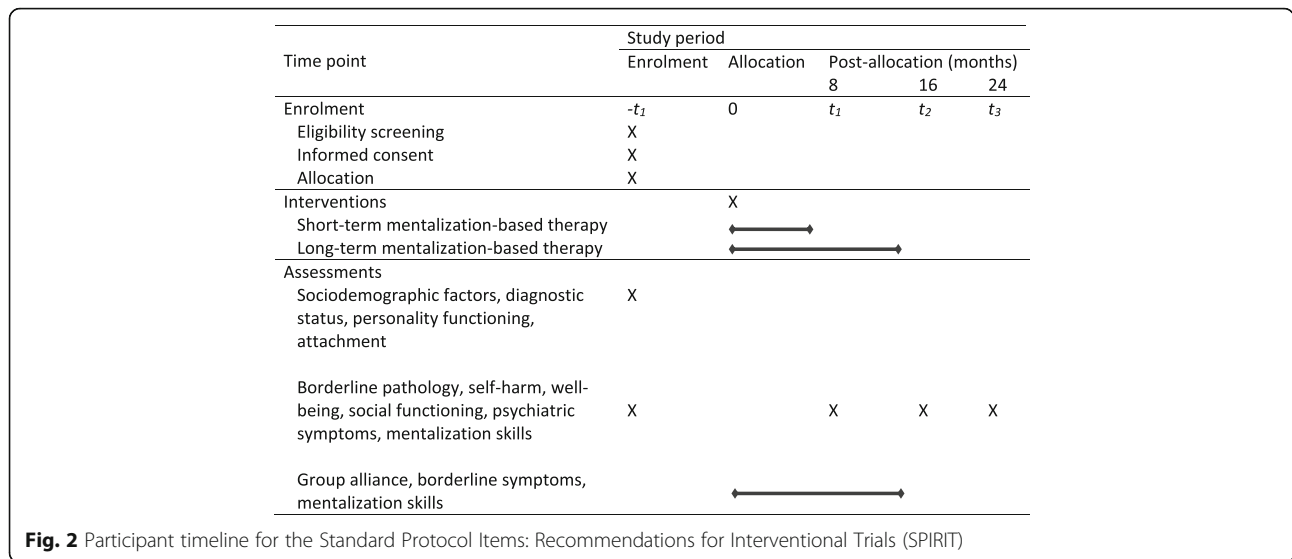 Study period
Time point Enrolment Allocation Post-allocation (months)
8 16 24
Enrolment -t1 0 t1 t2 t3
Eligibility screening X
Informed consent X
Allocation X
Interventions X
Short-term mentalization-based therapy
Long-term mentalization-based therapy
Assessments
Sociodemographic factors, diagnostic X
status, personality functioning,
attachment
Borderline pathology, self-harm, well-
being, social functioning, psychiatric X X X X
symptoms, mentalization skills
Group alliance, borderline symptoms,
mentalization skills
Fig. 2 Participant timeline for the Standard Protocol Items: Recommendations for Interventional Trials (SPIRIT)